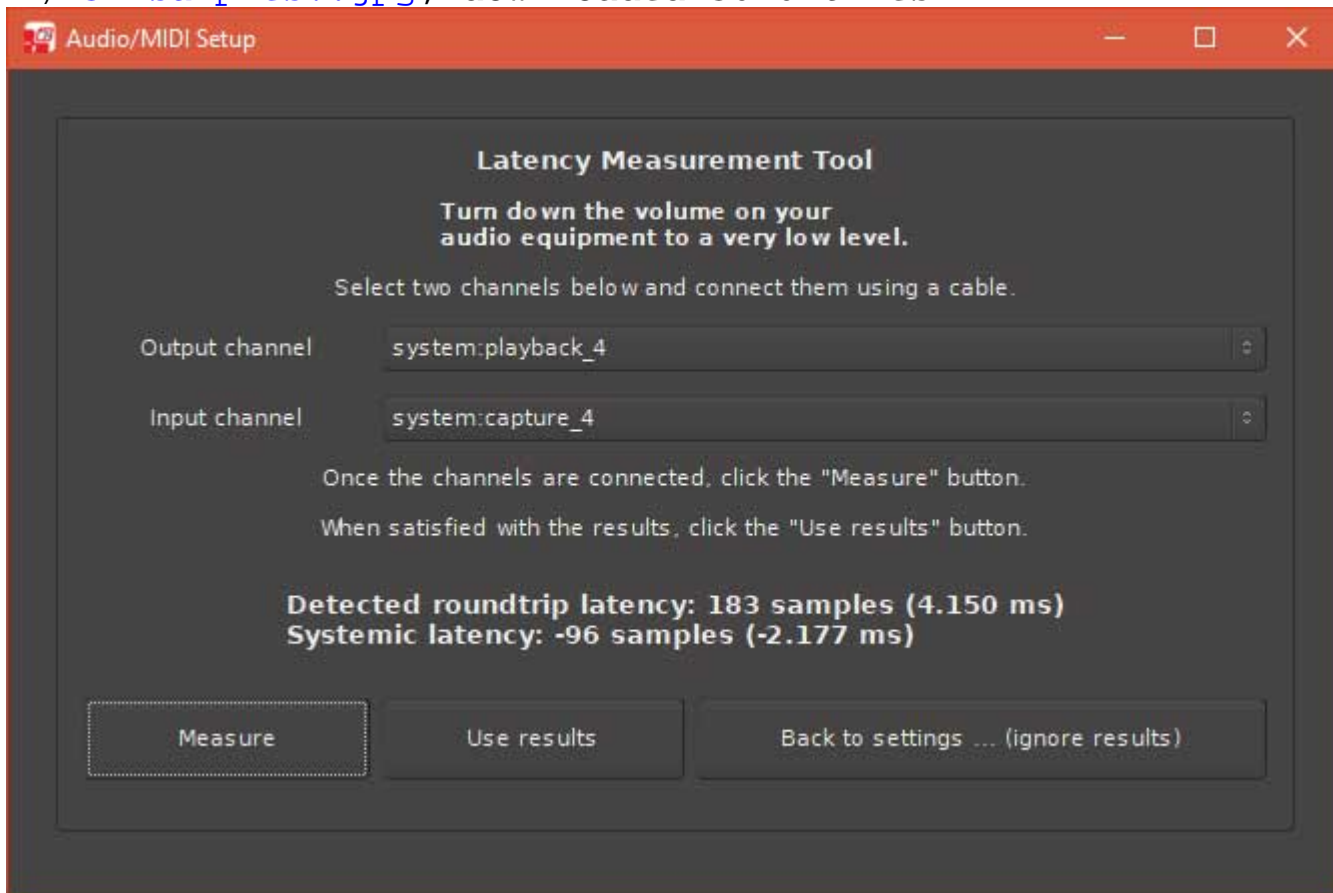 Audio/MIDI Setup
Latency Measurement Tool
Turn down the volume on your
audio equipment to a very low level.
Select two channels below and connect them using a cable.
Output channel system:playback_4
Input channel system:capture_4
Once the channels are connected, click the "Measure" button.
When satisfied with the results, click the "Use results" button.
Detected roundtrip latency: 183 samples (4.150 ms)
Systemic latency: -96 samples (-2.177 ms)
Measure Use results Back to settings ... (ignore results)